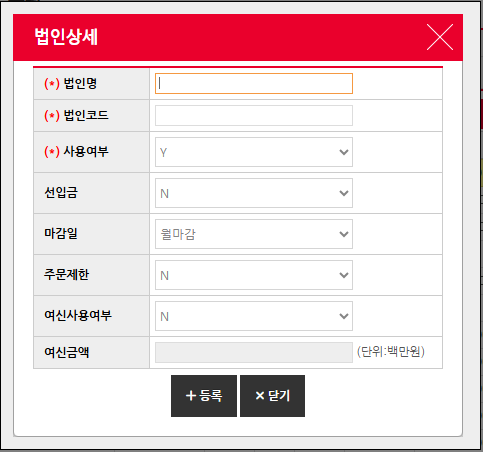 법인상세
(*) 법인명
(*) 법인코드
(*) 사용여부 Y
선입금 N
마감일 월마감
주문제한 N
여신사용여부 N
여신금액 (단위:백만원)
+ 등록 × 닫기